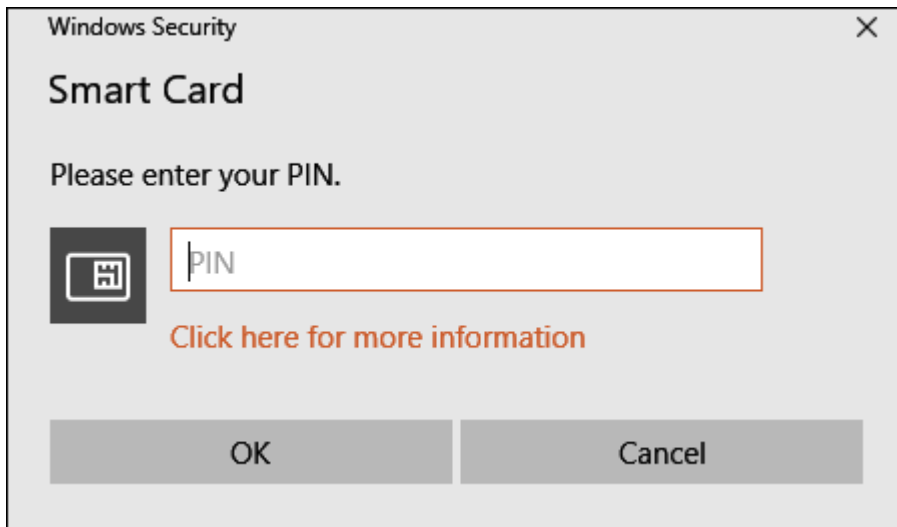 Windows Security
Smart Card
Please enter your PIN.
PIN
Click here for more information
OK
Cancel